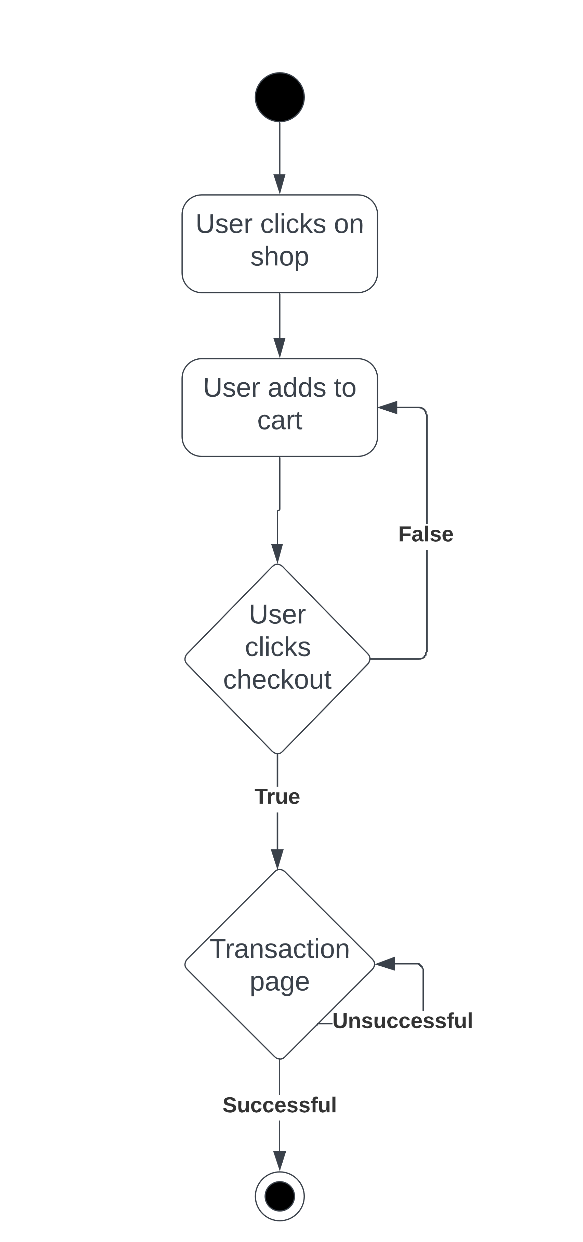 User clicks on
shop
User adds to
cart
False
User
clicks
checkout
True
Transaction
page
Unsuccessful
Successful